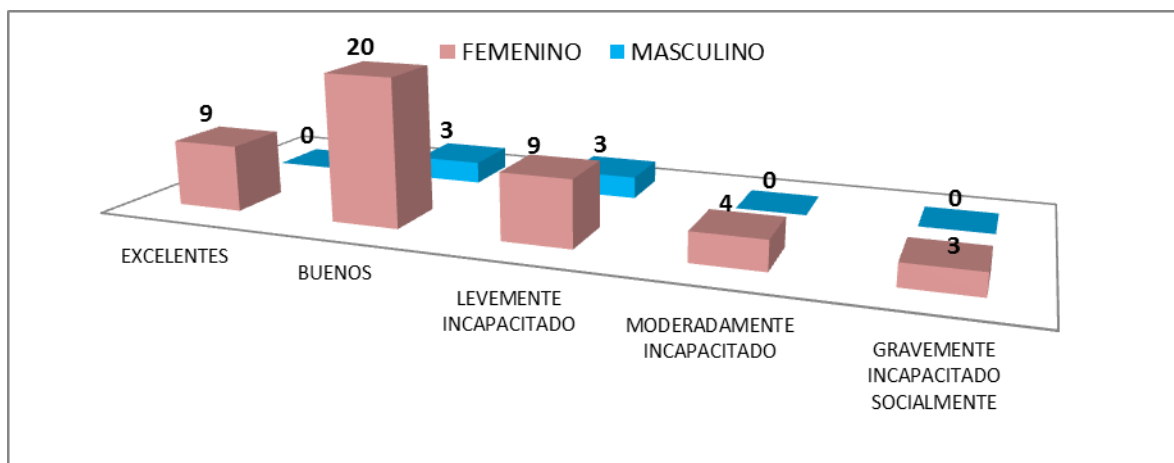 FEMENINO MASCULINO
20
9
0
3
9
3
0
4
0
3
EXCELENTES
BUENOS
LEVEMENTE
INCAPACITADO
MODERADAMENTE
INCAPACITADO
GRAVEMENTE
INCAPACITADO
SOCIALMENTE